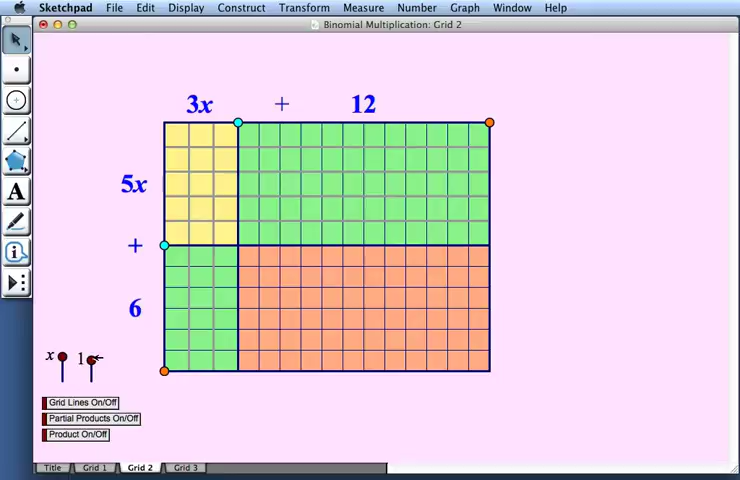 Sketchpad File Edit Display Construct Transform Measure Number Graph Window Help
Binomial Multiplication: Grid 2
3x + 12
5x
+
6
x 1
A
i
Grid Lines On/Off
Partial Products On/Off
Product On/Off
Title Grid 1 Grid 2 Grid 3